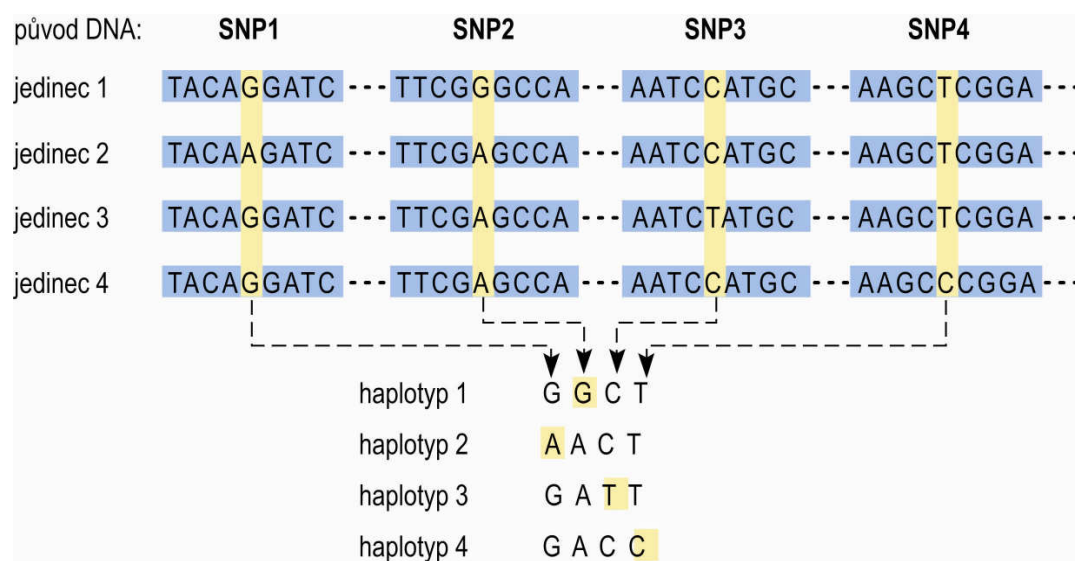 původ DNA: SNP1 SNP2 SNP3 SNP4
jedinec 1 TACAGGATC --- TTCGGGCCA --- AATCCATGC --- AAGCTCGGA ---
jedinec 2 TACAAGATC --- TTCGAGCCA --- AATCCATGC --- AAGCTCGGA ---
jedinec 3 TACAGGATC --- TTCGAGCCA --- AATCTATGC --- AAGCTCGGA ---
jedinec 4 TACAGGATC --- TTCGAGCCA --- AATCCATGC --- AAGCCCGGA ---
haplotyp 1 G G C T
haplotyp 2 A A C T
haplotyp 3 G A T T
haplotyp 4 G A C C